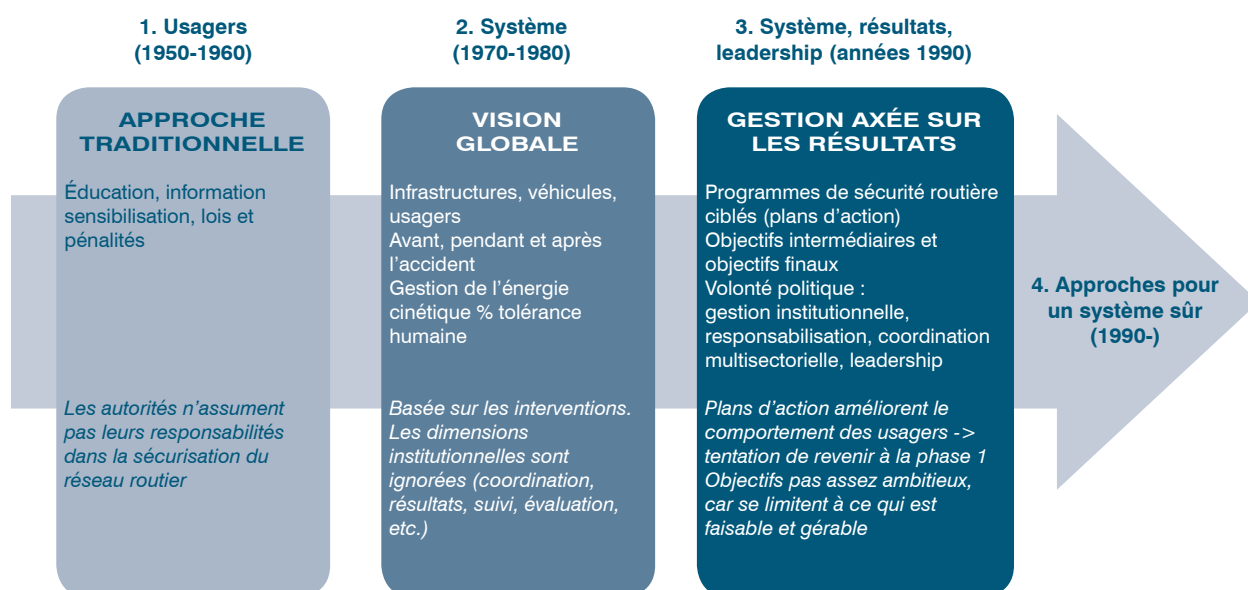 1. Usagers
(1950-1960)
APPROCHE
TRADITIONNELLE
Éducation, information
sensibilisation, lois et
pénalités
Les autorités n'assument
pas leurs responsabilités
dans la sécurisation du
réseau routier
2. Système
(1970-1980)
VISION
GLOBALE
Infrastructures, véhicules,
usagers
Avant, pendant et après
l'accident
Gestion de l'énergie
cinétique % tolérance
humaine
Basée sur les interventions.
Les dimensions
institutionnelles sont
ignorées (coordination,
résultats, suivi, évaluation,
etc.)
3. Système, résultats,
leadership (années 1990)
GESTION AXÉE SUR
LES RÉSULTATS
Programmes de sécurité routière
ciblés (plans d'action)
Objectifs intermédiaires et
objectifs finaux
Volonté politique :
gestion institutionnelle,
responsabilisation, coordination
multisectorielle, leadership
Plans d'action améliorent le
comportement des usagers ->
tentation de revenir à la phase 1
Objectifs pas assez ambitieux,
car se limitent à ce qui est
faisable et gérable
4. Approches pour
un système sûr
(1990-)